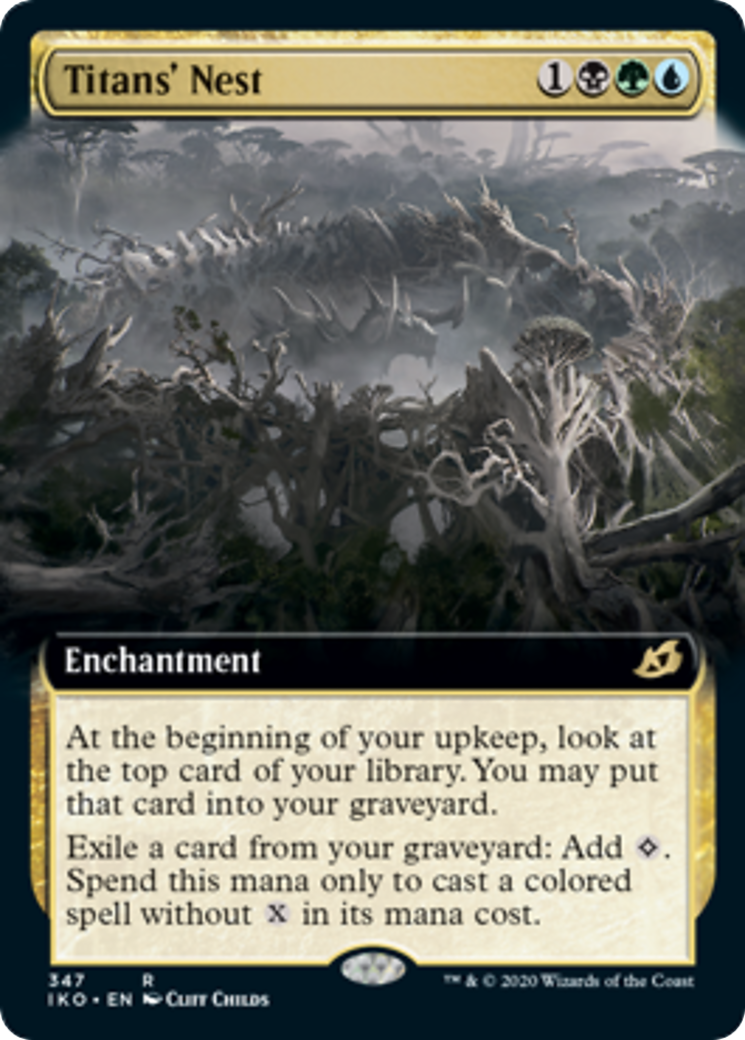 Titans' Nest 1
Enchantment
At the beginning of your upkeep, look at
the top card of your library. You may put
that card into your graveyard.
Exile a card from your graveyard: Add .
Spend this mana only to cast a colored
spell without X in its mana cost.
347 R
IKO • EN Cliff Childs
™ & © 2020 Wizards of the Coast